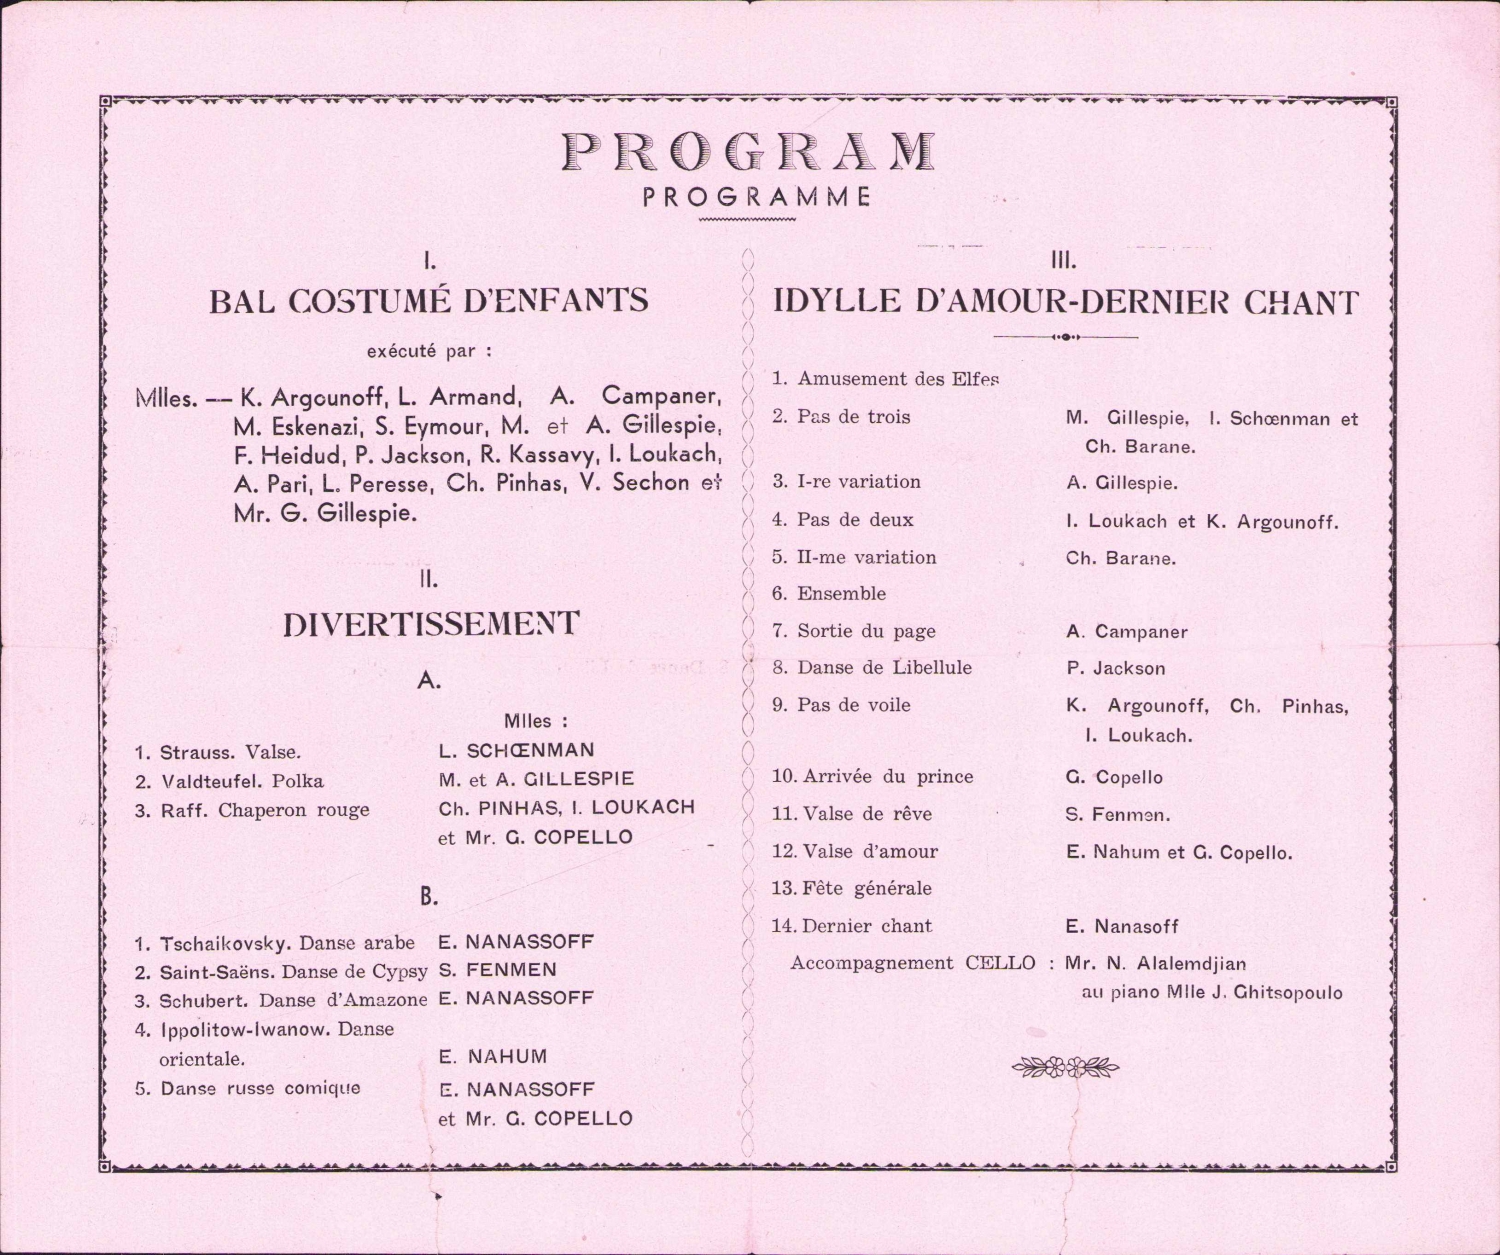 PROGRAM
PROGRAMME
I.
BAL COSTUMÉ D'ENFANTS
exécuté par :
Mlles. — K. Argounoff, L. Armand, A. Campaner,
M. Eskenazi, S. Eymour, M. et A. Gillespie,
F. Heidud, P. Jackson, R. Kassavy, I. Loukach,
A. Pari, L. Peresse, Ch. Pinhas, V. Sechon et
Mr. G. Gillespie.
II.
DIVERTISSEMENT
A.
Mlles :
1. Strauss. Valse. L. SCHŒNMAN
2. Valdteufel. Polka M. et A. GILLESPIE
3. Raff. Chaperon rouge Ch. PINHAS, I. LOUKACH
et Mr. G. COPELLO
B.
1. Tschaikovsky. Danse arabe E. NANASSOFF
2. Saint-Saëns. Danse de Cypsy S. FENMEN
3. Schubert. Danse d'Amazone E. NANASSOFF
4. Ippolitow-Iwanow. Danse
orientale. E. NAHUM
5. Danse russe comique E. NANASSOFF
et Mr. G. COPELLO
III.
IDYLLE D'AMOUR-DERNIER CHANT
1. Amusement des Elfes
2. Pas de trois M. Gillespie, I. Schœnman et
Ch. Barane.
3. I-re variation A. Gillespie.
4. Pas de deux I. Loukach et K. Argounoff.
5. II-me variation Ch. Barane.
6. Ensemble
7. Sortie du page A. Campaner
8. Danse de Libellule P. Jackson
9. Pas de voile K. Argounoff, Ch. Pinhas,
I. Loukach.
10. Arrivée du prince G. Copello
11. Valse de rêve S. Fenmen.
12. Valse d'amour E. Nahum et G. Copello.
13. Fête générale
14. Dernier chant E. Nanasoff
Accompagnement CELLO : Mr. N. Alalemdjian
au piano Mlle J. Ghitsopoulo